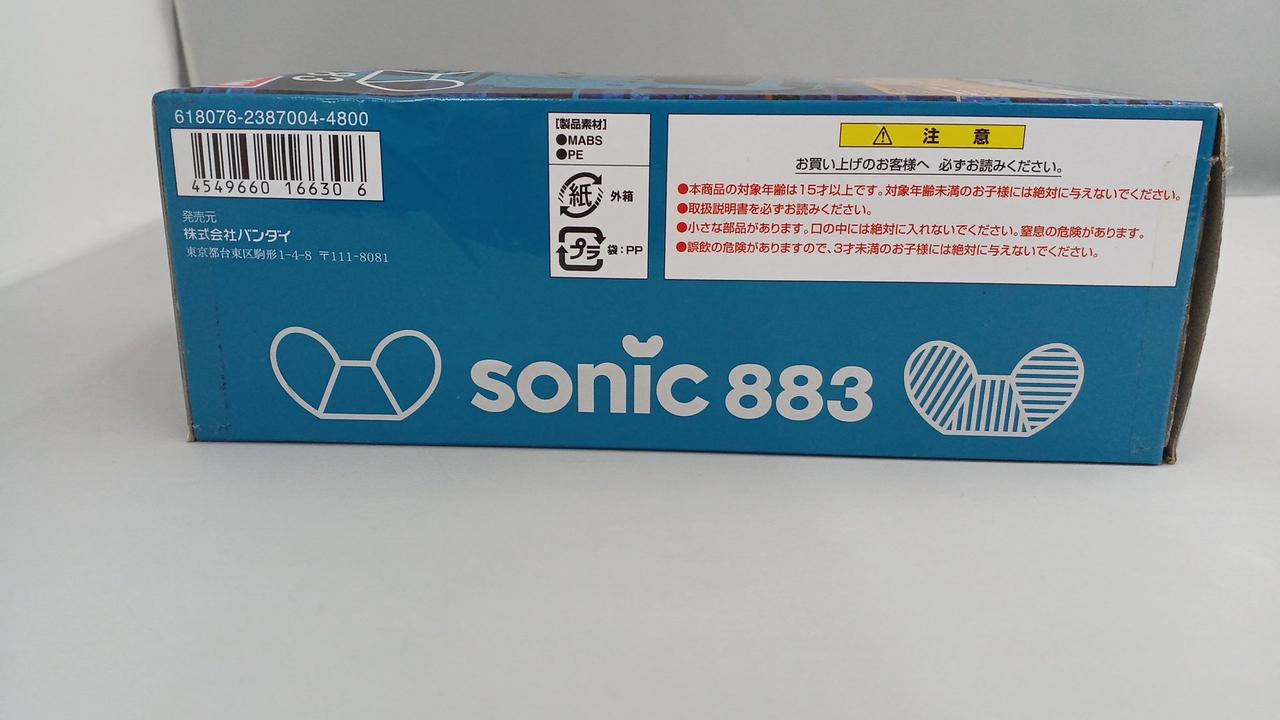 83
618076-2387004-4800
4549660 16630 6
発売元
株式会社バンダイ
東京都台東区駒形1-4-8 〒111-8081
[製品素材]
●MABS
●PE
紙 外箱
プラ 袋:PP
注 意
お買い上げのお客様へ 必ずお読みください。
●本商品の対象年齢は15才以上です。対象年齢未満のお子様には絶対に与えないでください。
●取扱説明書を必ずお読みください。
●小さな部品があります。口の中には絶対に入れないでください。窒息の危険があります。
●誤飲の危険がありますので、3才未満のお子様には絶対に与えないでください。
sonic 883